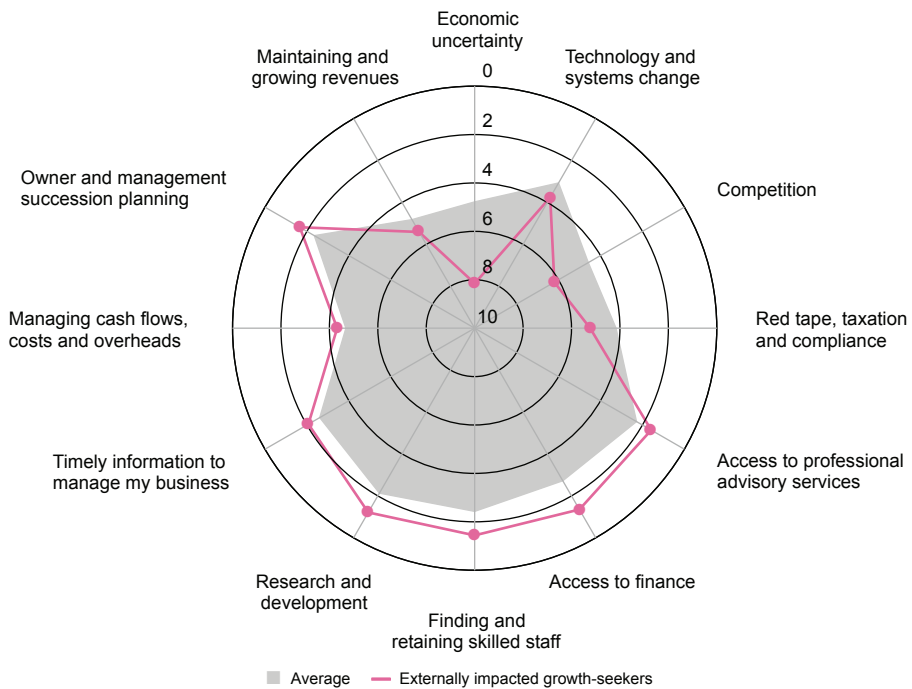 Economic
uncertainty
Maintaining and
growing revenues
Technology and
systems change
0
2
4
6
8
10
Owner and management
succession planning
Competition
Managing cash flows,
costs and overheads
Red tape, taxation
and compliance
Timely information to
manage my business
Access to professional
advisory services
Research and
development
Access to finance
Finding and
retaining skilled staff
Average
Externally impacted growth-seekers